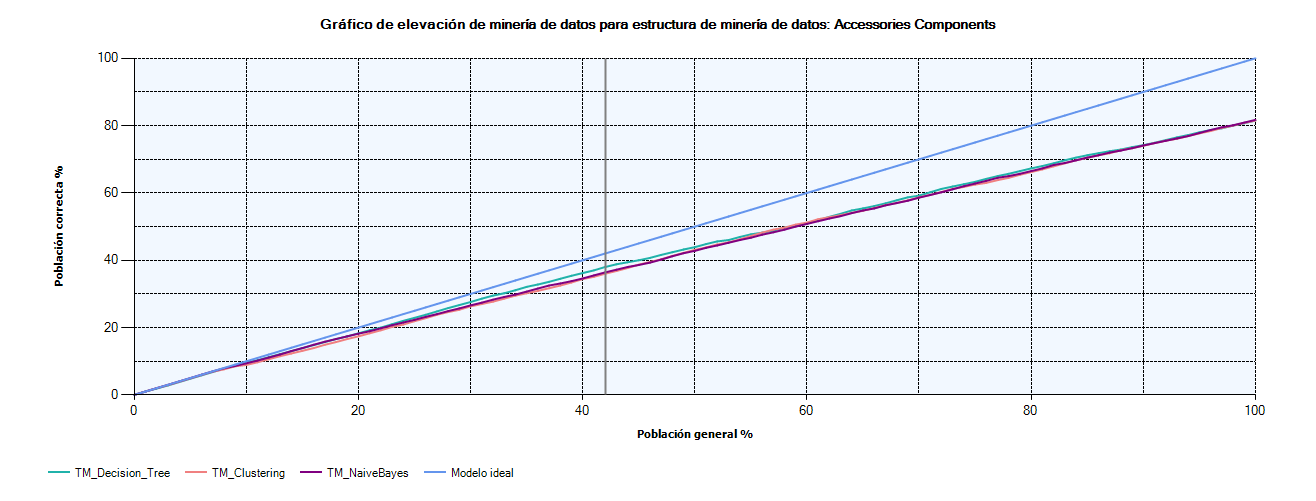 Gráfico de elevación de minería de datos para estructura de minería de datos: Accessories Components
100
80
60
40
20
0
Población correcta %
0 20 40 60 80 100
Población general %
TM_Decision_Tree TM_Clustering TM_NaiveBayes Modelo ideal